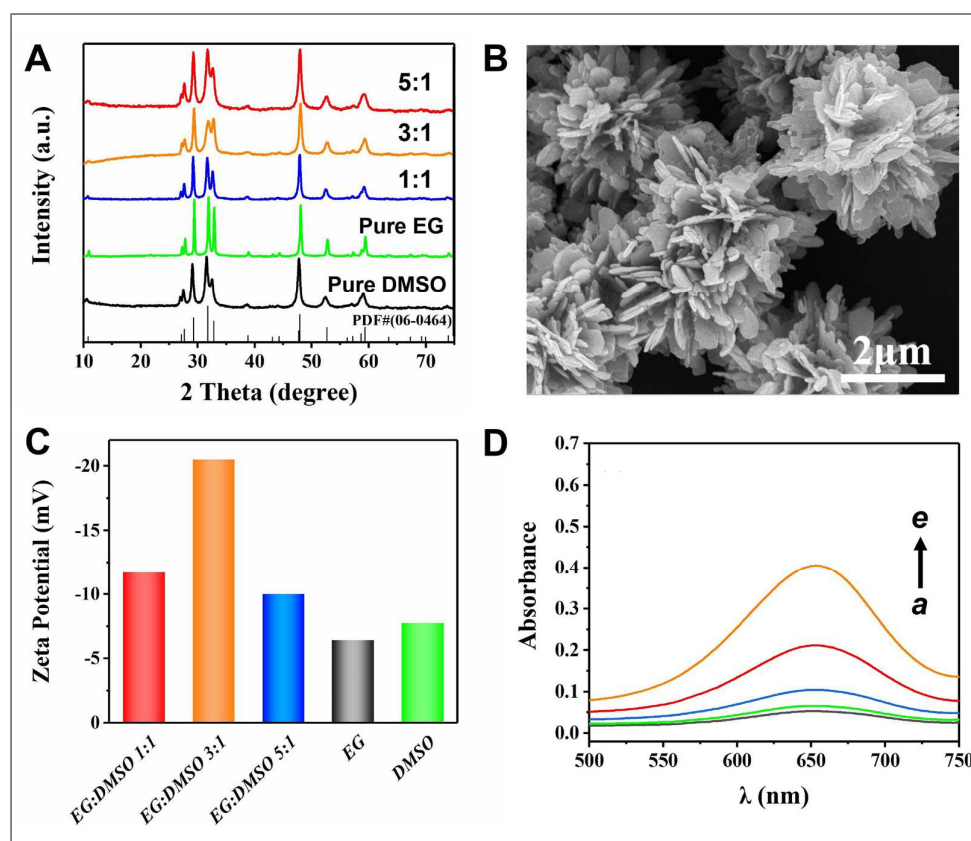 A
5:1
3:1
1:1
Pure EG
Pure DMSO
PDF#(06-0464)
Intensity (a.u.)
10 20 30 40 50 60 70
2 Theta (degree)
B
2μm
C
-20
-15
-10
-5
0
Zeta Potential (mV)
EG:DMSO 1:1
EG:DMSO 3:1
EG:DMSO 5:1
EG
DMSO
D
0.7
0.6
0.5
0.4
0.3
0.2
0.1
0.0
Absorbance
e
a
500 550 600 650 700 750
λ (nm)